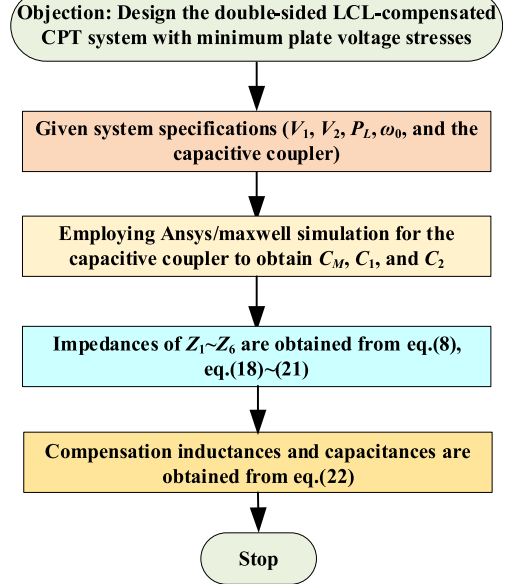 Objection: Design the double-sided LCL-compensated
CPT system with minimum plate voltage stresses
Given system specifications (V₁, V₂, P_L, ω₀, and the
capacitive coupler)
Employing Ansys/maxwell simulation for the
capacitive coupler to obtain C_M, C₁, and C₂
Impedances of Z₁~Z₆ are obtained from eq.(8),
eq.(18)~(21)
Compensation inductances and capacitances are
obtained from eq.(22)
Stop